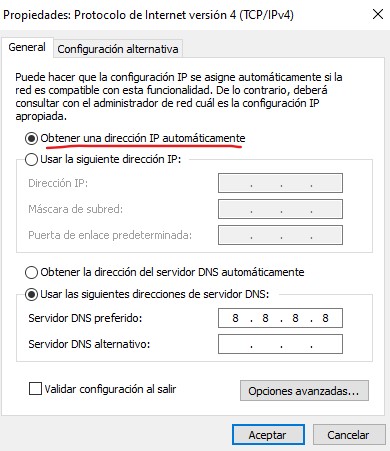 Propiedades: Protocolo de Internet versión 4 (TCP/IPv4)
General
Configuración alternativa
Puede hacer que la configuración IP se asigne automáticamente si la
red es compatible con esta funcionalidad. De lo contrario, deberá
consultar con el administrador de red cuál es la configuración IP
apropiada.
Obtener una dirección IP automáticamente
Usar la siguiente dirección IP:
Dirección IP:
Máscara de subred:
Puerta de enlace predeterminada:
Obtener la dirección del servidor DNS automáticamente
Usar las siguientes direcciones de servidor DNS:
Servidor DNS preferido: 8 . 8 . 8 . 8
Servidor DNS alternativo:
Validar configuración al salir
Opciones avanzadas...
Aceptar
Cancelar